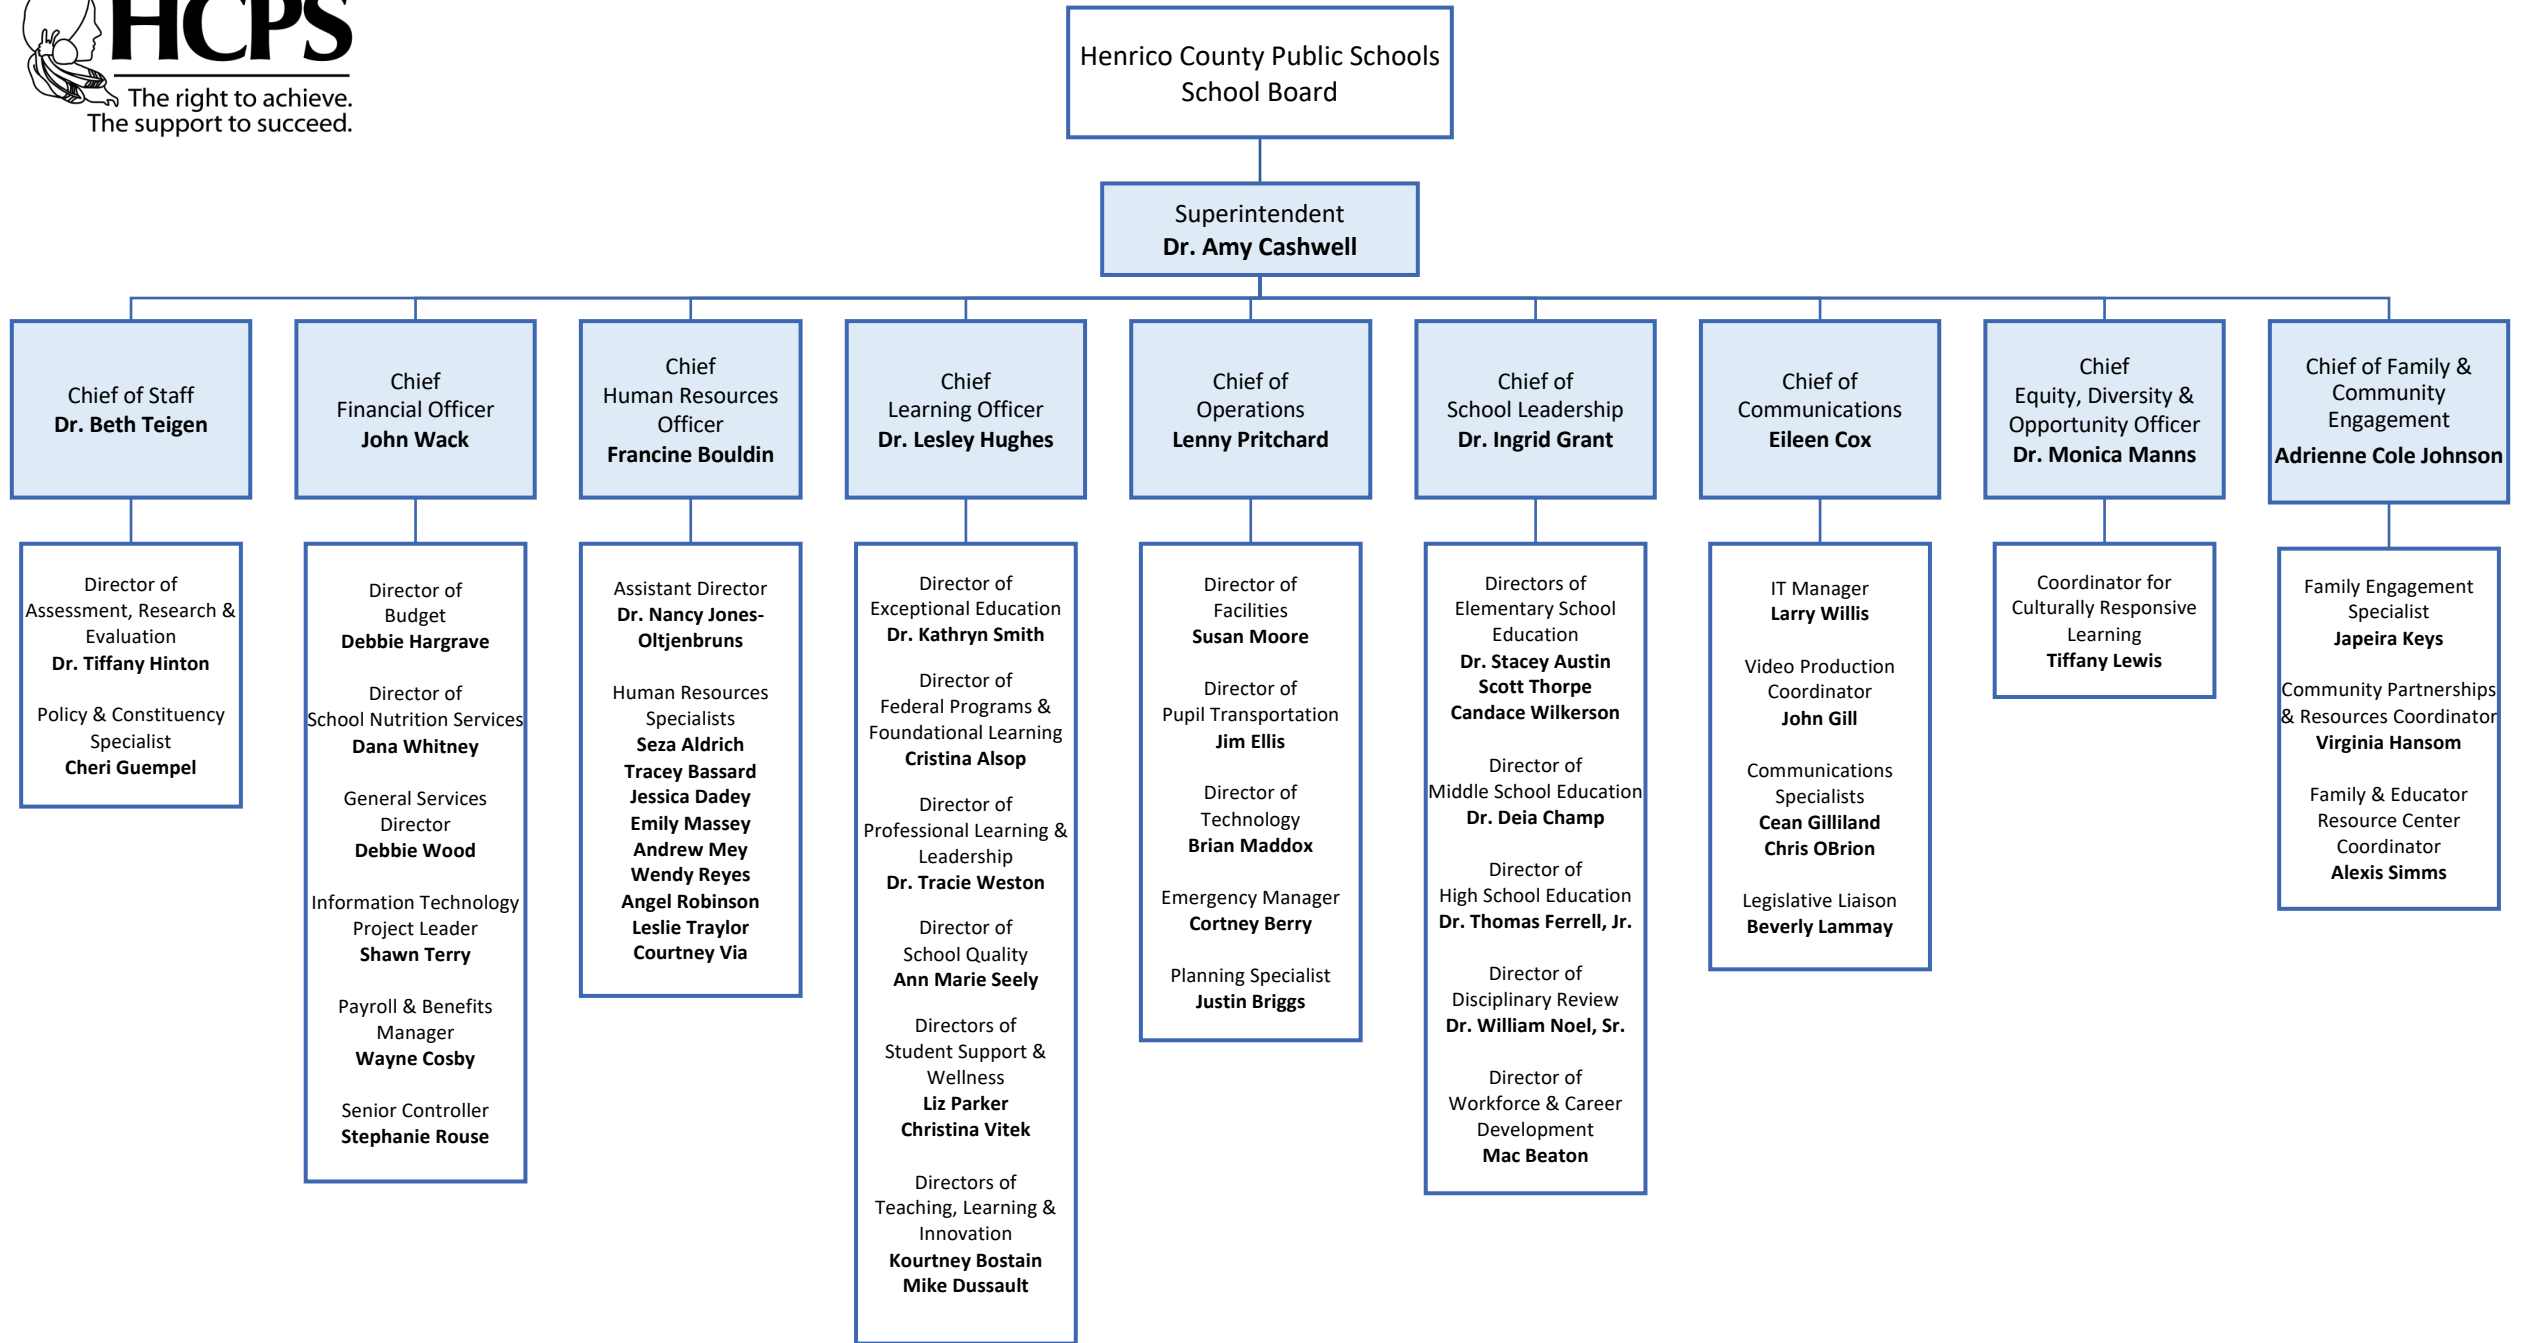 HCPS
The right to achieve.
The support to succeed.
Henrico County Public Schools
School Board
Superintendent
Dr. Amy Cashwell
Chief of Staff
Dr. Beth Teigen
Director of
Assessment, Research &
Evaluation
Dr. Tiffany Hinton
Policy & Constituency
Specialist
Cheri Guempel
Chief
Financial Officer
John Wack
Director of
Budget
Debbie Hargrave
Director of
School Nutrition Services
Dana Whitney
General Services
Director
Debbie Wood
Information Technology
Project Leader
Shawn Terry
Payroll & Benefits
Manager
Wayne Cosby
Senior Controller
Stephanie Rouse
Chief
Human Resources
Officer
Francine Bouldin
Assistant Director
Dr. Nancy Jones-
Oltjenbruns
Human Resources
Specialists
Seza Aldrich
Tracey Bassard
Jessica Dadey
Emily Massey
Andrew Mey
Wendy Reyes
Angel Robinson
Leslie Traylor
Courtney Via
Chief
Learning Officer
Dr. Lesley Hughes
Director of
Exceptional Education
Dr. Kathryn Smith
Director of
Federal Programs &
Foundational Learning
Cristina Alsop
Director of
Professional Learning &
Leadership
Dr. Tracie Weston
Director of
School Quality
Ann Marie Seely
Directors of
Student Support &
Wellness
Liz Parker
Christina Vitek
Directors of
Teaching, Learning &
Innovation
Kourtney Bostain
Mike Dussault
Chief of
Operations
Lenny Pritchard
Director of
Facilities
Susan Moore
Director of
Pupil Transportation
Jim Ellis
Director of
Technology
Brian Maddox
Emergency Manager
Cortney Berry
Planning Specialist
Justin Briggs
Chief of
School Leadership
Dr. Ingrid Grant
Directors of
Elementary School
Education
Dr. Stacey Austin
Scott Thorpe
Candace Wilkerson
Director of
Middle School Education
Dr. Deia Champ
Director of
High School Education
Dr. Thomas Ferrell, Jr.
Director of
Disciplinary Review
Dr. William Noel, Sr.
Director of
Workforce & Career
Development
Mac Beaton
Chief of
Communications
Eileen Cox
IT Manager
Larry Willis
Video Production
Coordinator
John Gill
Communications
Specialists
Cean Gilliland
Chris OBrion
Legislative Liaison
Beverly Lammay
Chief
Equity, Diversity &
Opportunity Officer
Dr. Monica Manns
Coordinator for
Culturally Responsive
Learning
Tiffany Lewis
Chief of Family &
Community
Engagement
Adrienne Cole Johnson
Family Engagement
Specialist
Japeira Keys
Community Partnerships
& Resources Coordinator
Virginia Hansom
Family & Educator
Resource Center
Coordinator
Alexis Simms